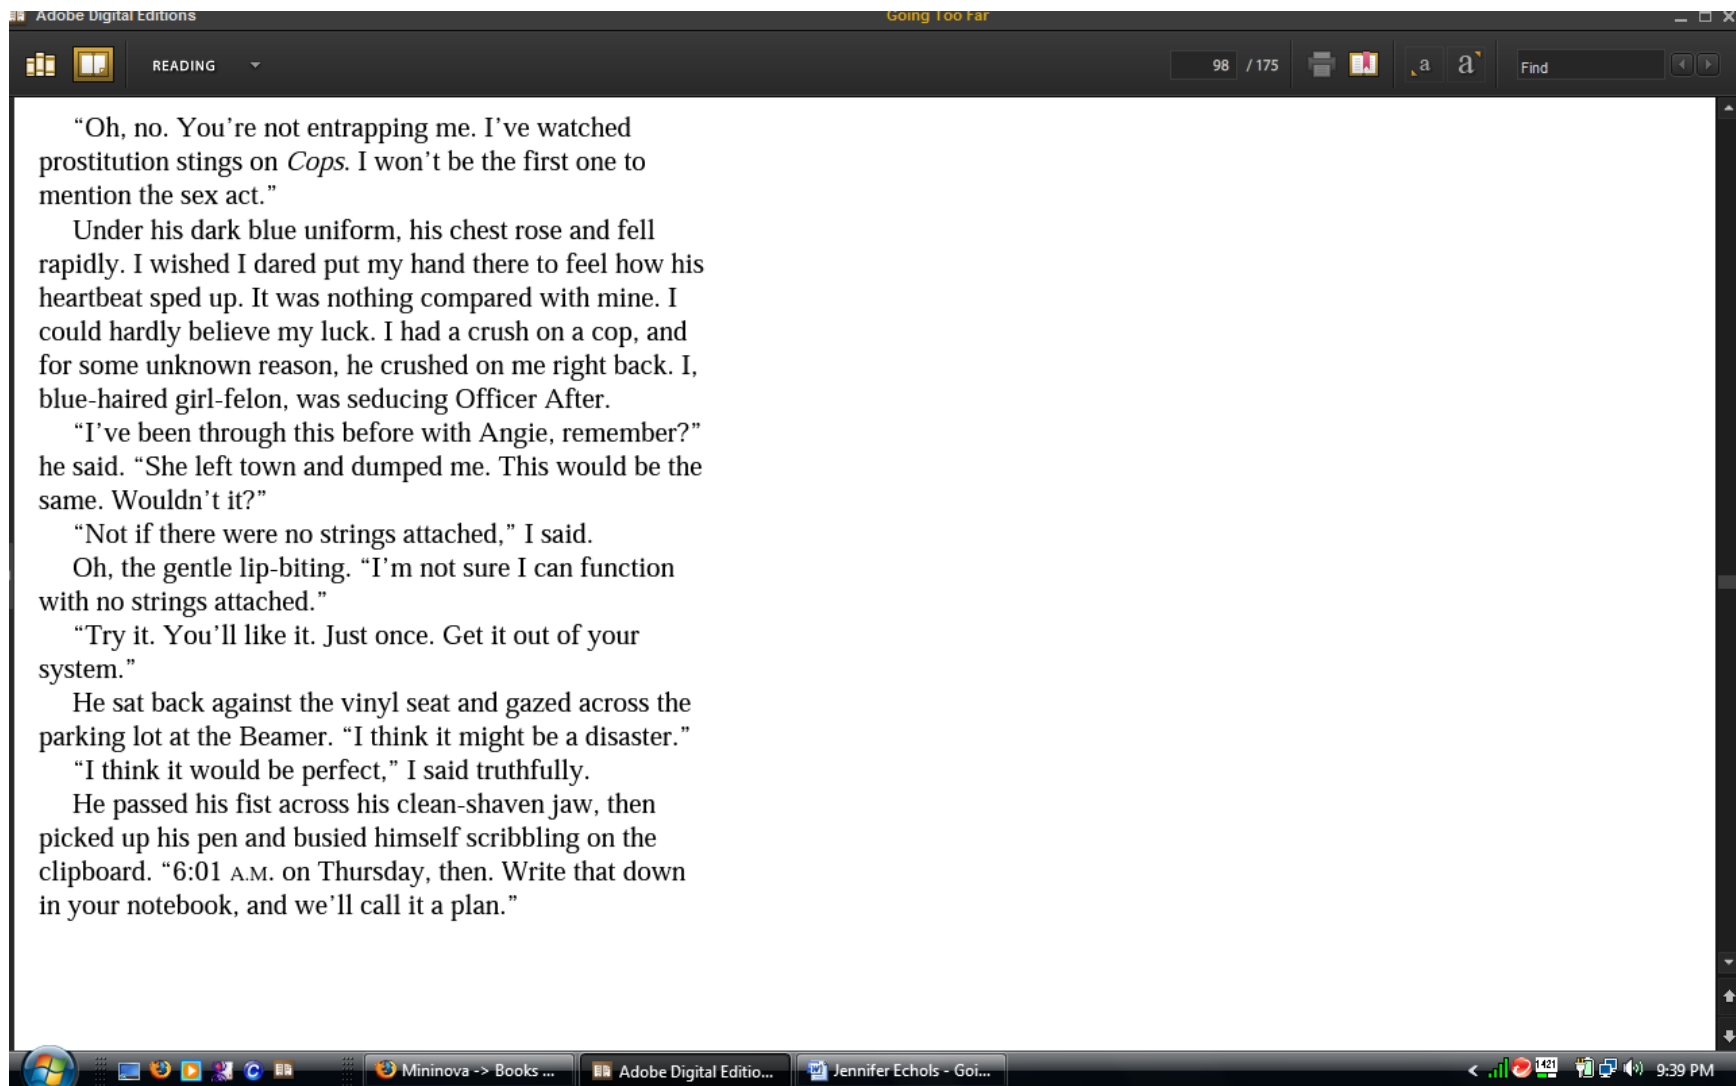 Adobe Digital Editions
Going Too Far
READING
98 / 175
a
a
Find
“Oh, no. You’re not entrapping me. I’ve watched
prostitution stings on Cops. I won’t be the first one to
mention the sex act.”
Under his dark blue uniform, his chest rose and fell
rapidly. I wished I dared put my hand there to feel how his
heartbeat sped up. It was nothing compared with mine. I
could hardly believe my luck. I had a crush on a cop, and
for some unknown reason, he crushed on me right back. I,
blue-haired girl-felon, was seducing Officer After.
“I’ve been through this before with Angie, remember?”
he said. “She left town and dumped me. This would be the
same. Wouldn’t it?”
“Not if there were no strings attached,” I said.
Oh, the gentle lip-biting. “I’m not sure I can function
with no strings attached.”
“Try it. You’ll like it. Just once. Get it out of your
system.”
He sat back against the vinyl seat and gazed across the
parking lot at the Beamer. “I think it might be a disaster.”
“I think it would be perfect,” I said truthfully.
He passed his fist across his clean-shaven jaw, then
picked up his pen and busied himself scribbling on the
clipboard. “6:01 A.M. on Thursday, then. Write that down
in your notebook, and we’ll call it a plan.”
Mininova -> Books ...
Adobe Digital Editio...
Jennifer Echols - Goi...
1421
9:39 PM